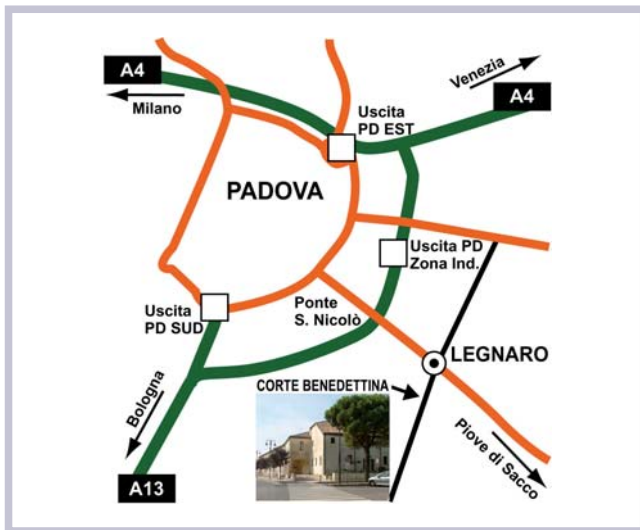 A4
Milano
Venezia
A4
Uscita
PD EST
PADOVA
Uscita PD
Zona Ind.
Uscita
PD SUD
Ponte
S. Nicolò
LEGNARO
CORTE BENEDETTINA
Bologna
Piove di Sacco
A13